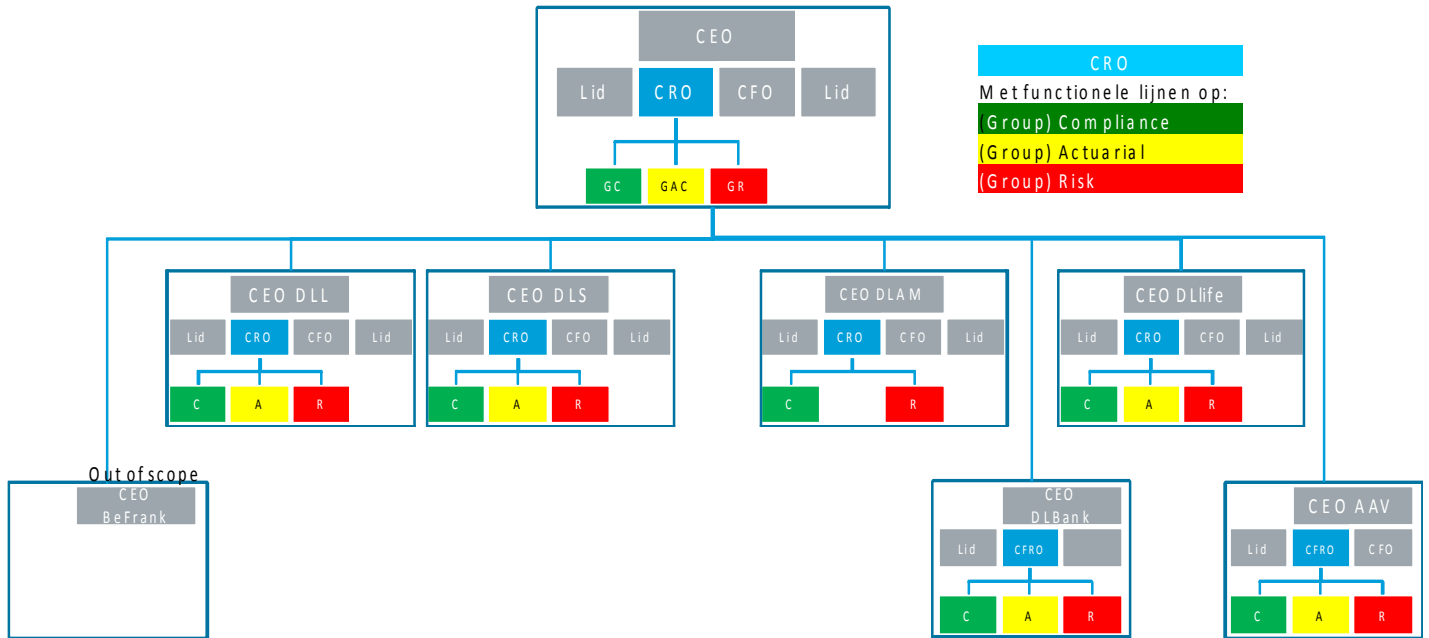 CEO
Lid CRO CFO Lid
GC GAC GR
CRO
Met functionele lijnen op:
(Group) Compliance
(Group) Actuarial
(Group) Risk
CEO DLL
Lid CRO CFO Lid
C A R
CEO DLS
Lid CRO CFO Lid
C A R
CEO DLAM
Lid CRO CFO Lid
C R
CEO DLlife
Lid CRO CFO Lid
C A R
Out of scope
CEO
BeFrank
CEO
DLBank
Lid CFRO
C A R
CEO AAV
Lid CFRO CFO
C A R